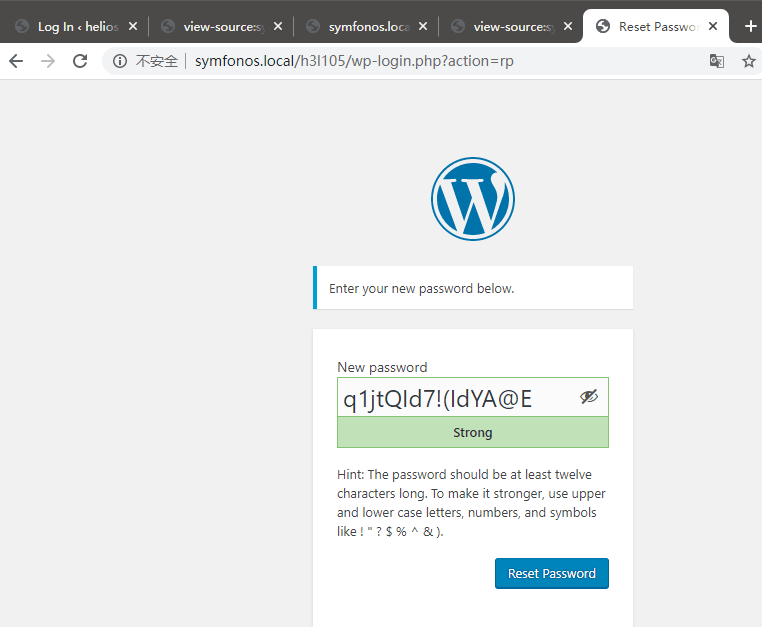 Log In ‹ helios
view-source:sy
symfonos.loca
view-source:sy
Reset Passwo
不安全
symfonos.local/h3l105/wp-login.php?action=rp
Enter your new password below.
New password
q1jtQId7!(IdYA@E
Strong
Hint: The password should be at least twelve
characters long. To make it stronger, use upper
and lower case letters, numbers, and symbols
like ! " ? $ % ^ & ).
Reset Password